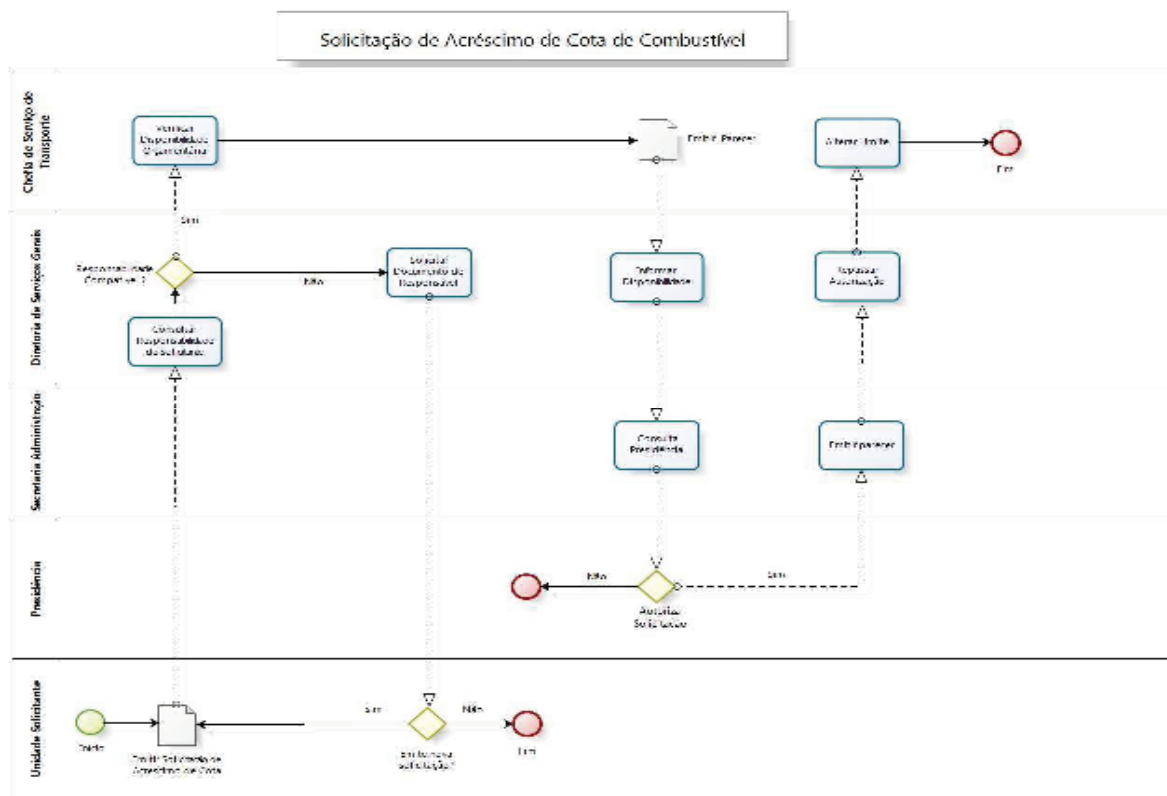 Solicitação de Acréscimo de Cota de Combustível
Chefia de Serviço de
Transporte
Verificar
Disponibilidade
Orçamentária
Emitir Parecer
Alterar Limite
Fim
Sim
Diretoria de Serviços Gerais
Responsabilidade
Compatível ?
Não
Solicitar
Documento do
Responsável
Informar
Disponibilidade
Repassar
Autorização
Consultar
Responsabilidade
do Solicitante
Secretaria Administração
Consulta
Presidência
Emitir parecer
Presidência
Não
Sim
Autoriza
Solicitação
Unidade Solicitante
Início
Emitir Solicitação de
Acréscimo de Cota
Sim
Não
Emite nova
solicitação?
Fim